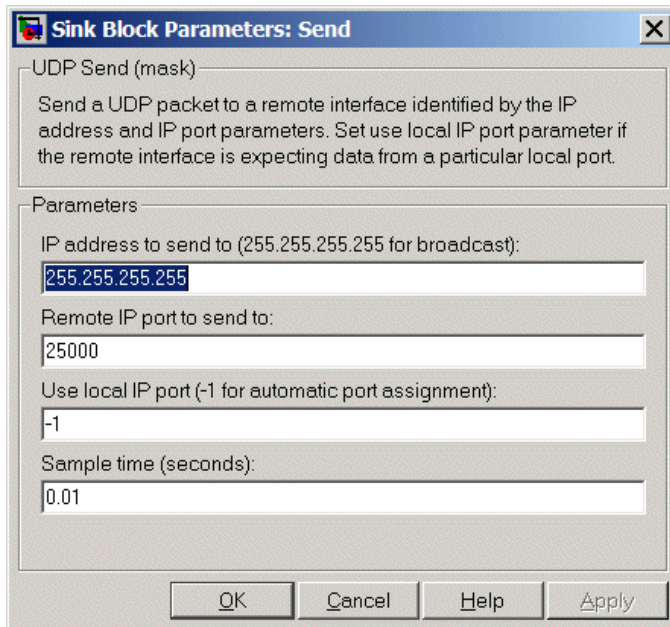 Sink Block Parameters: Send
UDP Send (mask)
Send a UDP packet to a remote interface identified by the IP
address and IP port parameters. Set use local IP port parameter if
the remote interface is expecting data from a particular local port.
Parameters
IP address to send to (255.255.255.255 for broadcast):
255.255.255.255
Remote IP port to send to:
25000
Use local IP port (-1 for automatic port assignment):
-1
Sample time (seconds):
0.01
OK Cancel Help Apply